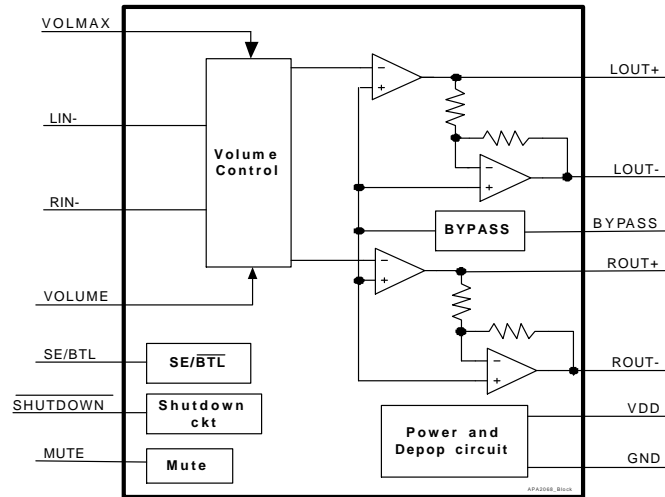 VOLMAX
LIN-
RIN-
VOLUME
SE/BTL
SHUTDOWN
MUTE
Volume
Control
SE/BTL
Shutdown
ckt
Mute
−
+
−
+
BYPASS
−
+
−
+
Power and
Depop circuit
LOUT+
LOUT-
BYPASS
ROUT+
ROUT-
VDD
GND
APA2068_Block